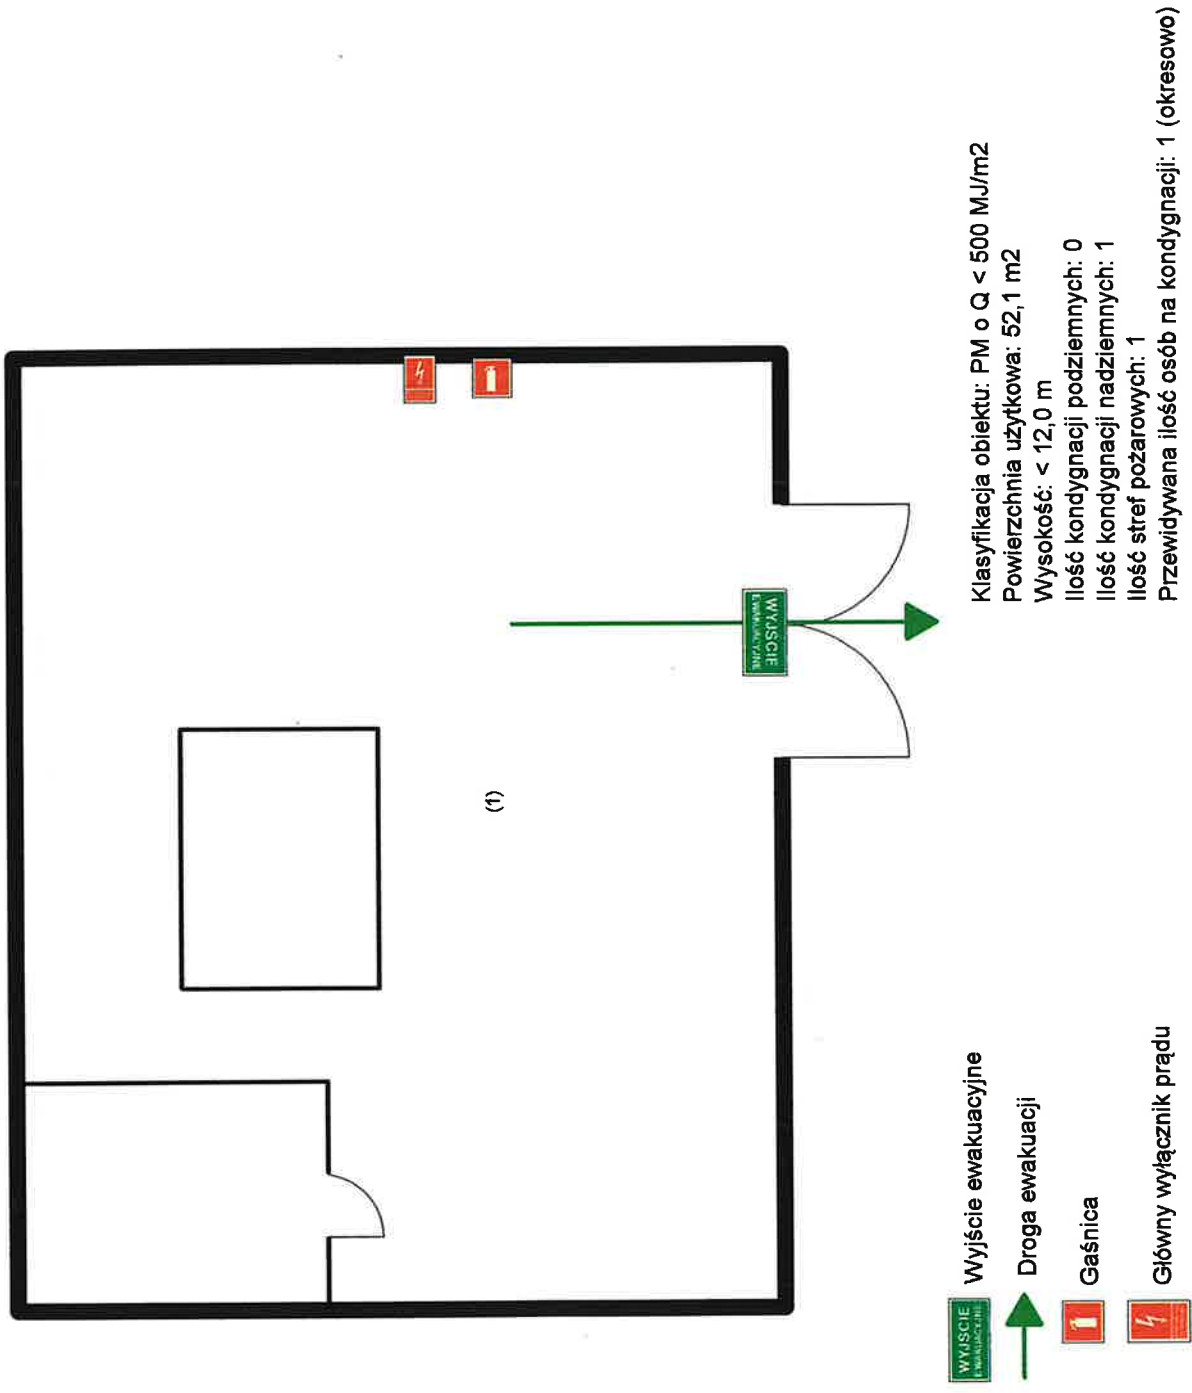 (1)
WYJSCIE
EWAKUACYJNE
WYJSCIE
EWAKUACYJNE
Wyjście ewakuacyjne
Droga ewakuacji
Gaśnica
Główny wyłącznik prądu
Klasyfikacja obiektu: PM o Q < 500 MJ/m2
Powierzchnia użytkowa: 52,1 m2
Wysokość: < 12,0 m
Ilość kondygnacji podziemnych: 0
Ilość kondygnacji nadziemnych: 1
Ilość stref pożarowych: 1
Przewidywana ilość osób na kondygnacji: 1 (okresowo)